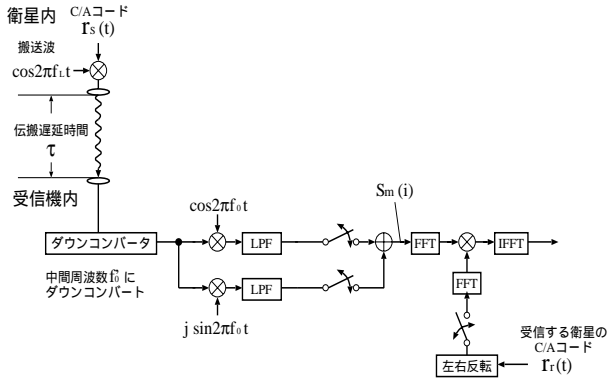 衛星内
C/Aコード
rs(t)
搬送波
cos2πfLt
伝搬遅延時間
τ
受信機内
ダウンコンバータ
中間周波数f0に
ダウンコンバート
cos2πf0t
LPF
LPF
j sin2πf0t
Sm(i)
FFT
IFFT
FFT
左右反転
受信する衛星の
C/Aコード
rr(t)